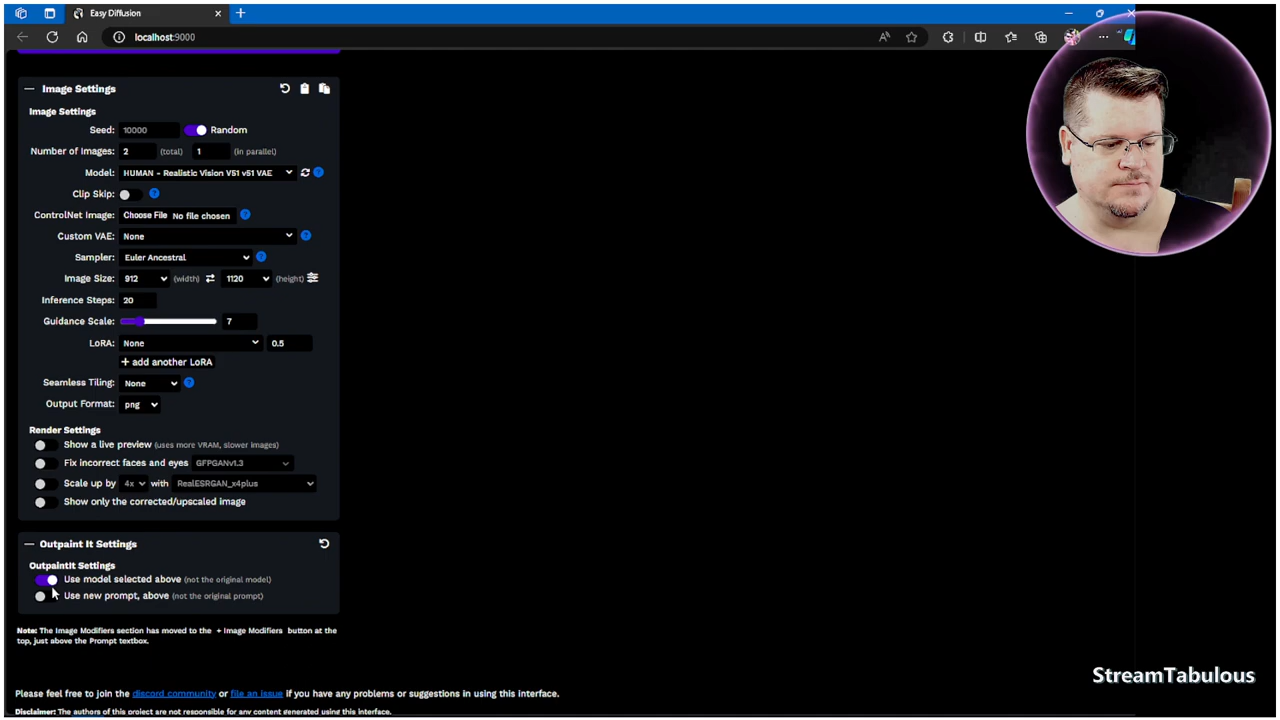 Easy Diffusion
localhost:9000
Image Settings
Image Settings
Seed: 10000 Random
Number of Images: 2 (total) 1 (in parallel)
Model: HUMAN - Realistic Vision V51 v51 VAE
Clip Skip:
ControlNet Image: Choose File No file chosen
Custom VAE: None
Sampler: Euler Ancestral
Image Size: 912 (width) 1120 (height)
Inference Steps: 20
Guidance Scale: 7
LoRA: None 0.5
+ add another LoRA
Seamless Tiling: None
Output Format: png
Render Settings
Show a live preview (uses more VRAM, slower images)
Fix incorrect faces and eyes GFPGANv1.3
Scale up by 4x with RealESRGAN_x4plus
Show only the corrected/upscaled image
Outpaint It Settings
OutpaintIt Settings
Use model selected above (not the original model)
Use new prompt, above (not the original prompt)
Note: The Image Modifiers section has moved to the + Image Modifiers button at the
top, just above the Prompt textbox.
StreamTabulous
Please feel free to join the discord community or file an issue if you have any problems or suggestions in using this interface.
Disclaimer: The authors of this project are not responsible for any content generated using this interface.